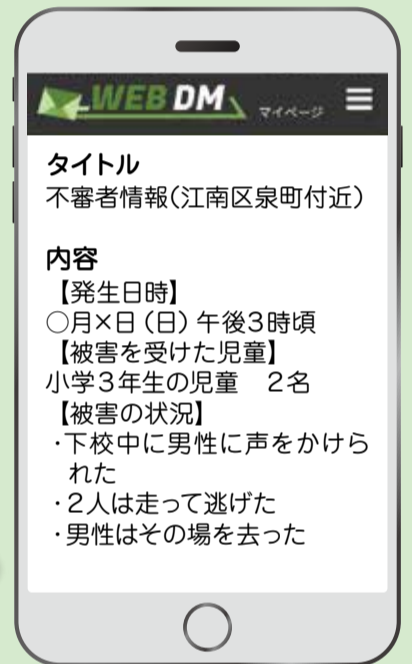 WEB DM マイページ
タイトル
不審者情報(江南区泉町付近)
内容
【発生日時】
○月×日(日)午後3時頃
【被害を受けた児童】
小学3年生の児童　2名
【被害の状況】
・下校中に男性に声をかけら
れた
・2人は走って逃げた
・男性はその場を去った